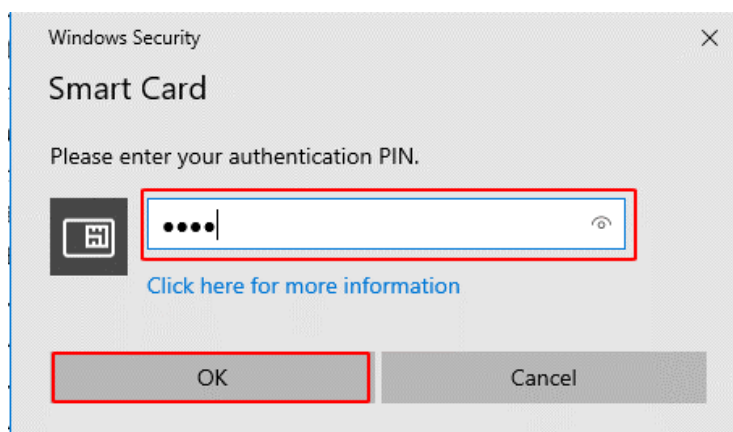 Windows Security
Smart Card
Please enter your authentication PIN.
••••
Click here for more information
OK
Cancel